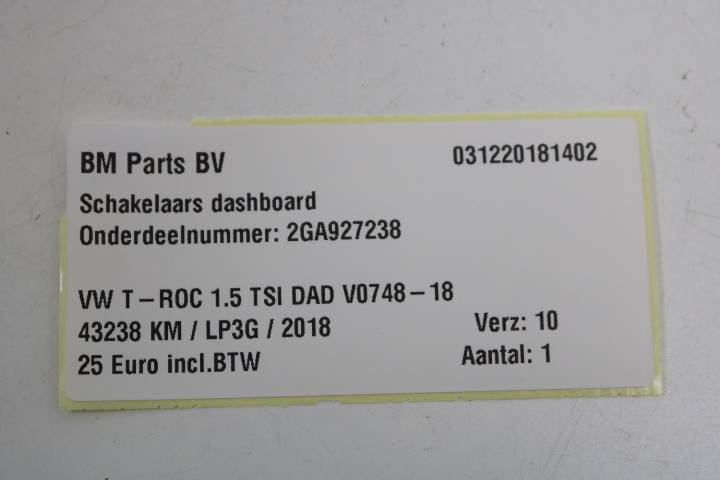 BM Parts BV 031220181402
Schakelaars dashboard
Onderdeelnummer: 2GA927238
VW T-ROC 1.5 TSI DAD V0748-18
43238 KM / LP3G / 2018 Verz: 10
25 Euro incl.BTW Aantal: 1